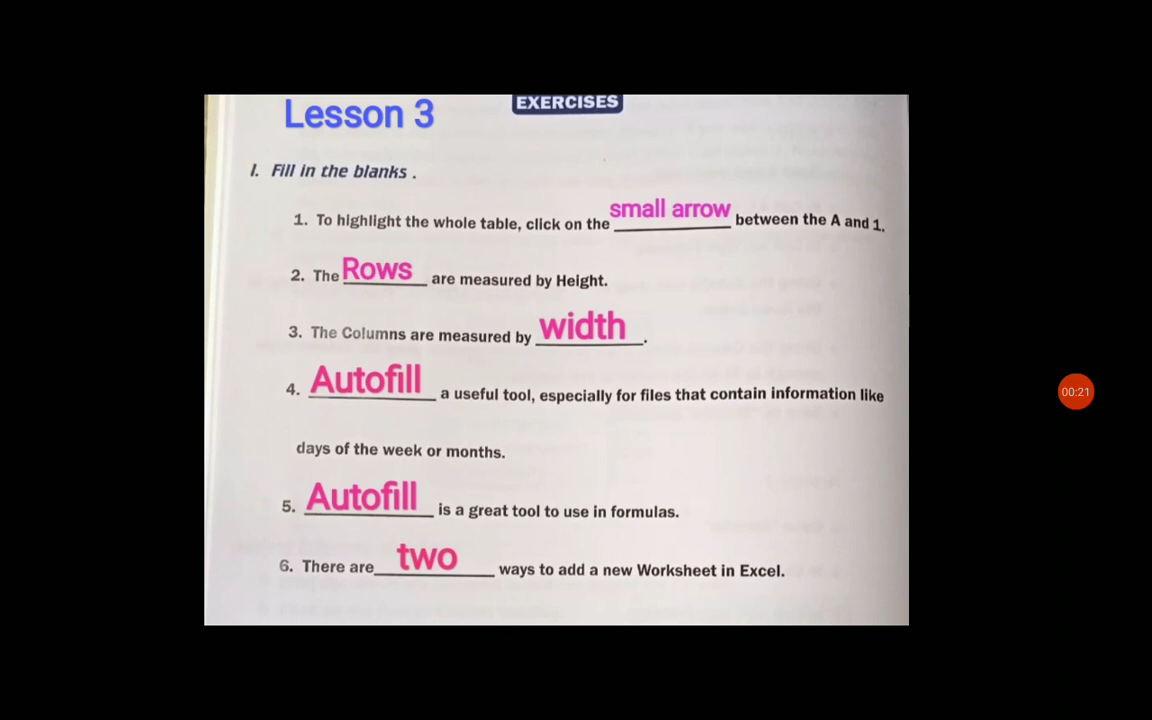 EXERCISES
Lesson 3
I. Fill in the blanks .
1. To highlight the whole table, click on the small arrow between the A and 1.
2. The Rows are measured by Height.
3. The Columns are measured by width.
4. Autofill a useful tool, especially for files that contain information like
days of the week or months.
5. Autofill is a great tool to use in formulas.
6. There are two ways to add a new Worksheet in Excel.
00:21